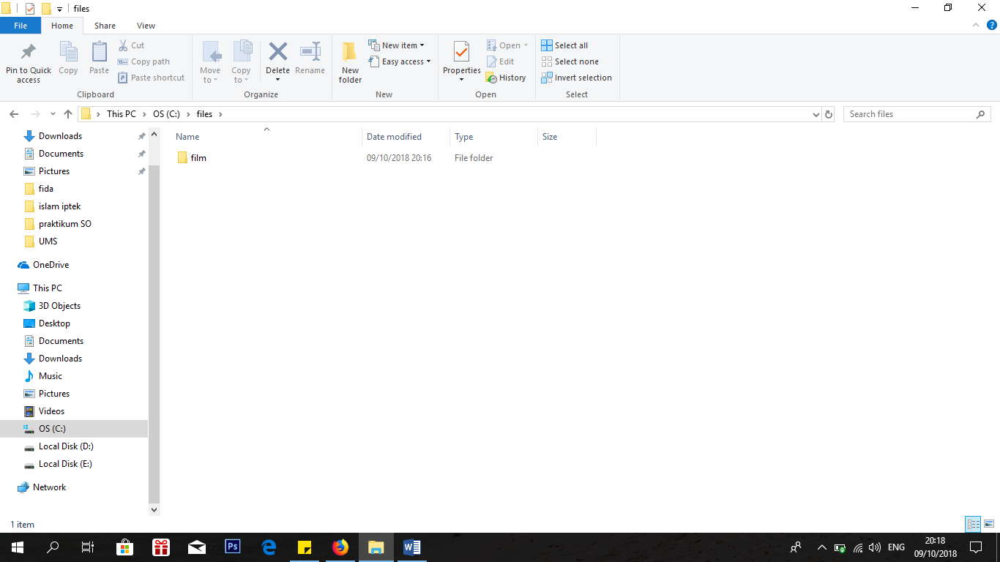 files
File Home Share View
Pin to Quick access
Copy
Paste
Cut
Copy path
Paste shortcut
Clipboard
Move to
Copy to
Delete
Rename
Organize
New folder
New item
Easy access
New
Properties
Open
Edit
History
Open
Select all
Select none
Invert selection
Select
This PC > OS (C:) > files >
Search files
Name Date modified Type Size
film 09/10/2018 20:16 File folder
Downloads
Documents
Pictures
fida
islam iptek
praktikum SO
UMS
OneDrive
This PC
3D Objects
Desktop
Documents
Downloads
Music
Pictures
Videos
OS (C:)
Local Disk (D:)
Local Disk (E:)
Network
1 item
Ps
ENG
20:18
09/10/2018